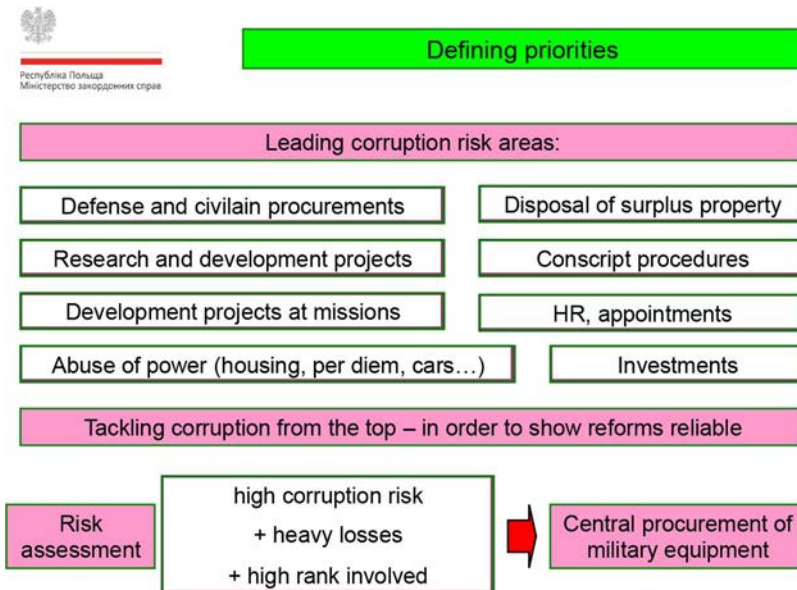 Республіка Польща
Міністерство закордонних справ
Defining priorities
Leading corruption risk areas:
Defense and civilain procurements
Disposal of surplus property
Research and development projects
Conscript procedures
Development projects at missions
HR, appointments
Abuse of power (housing, per diem, cars…)
Investments
Tackling corruption from the top – in order to show reforms reliable
Risk
assessment
high corruption risk
+ heavy losses
+ high rank involved
Central procurement of
military equipment